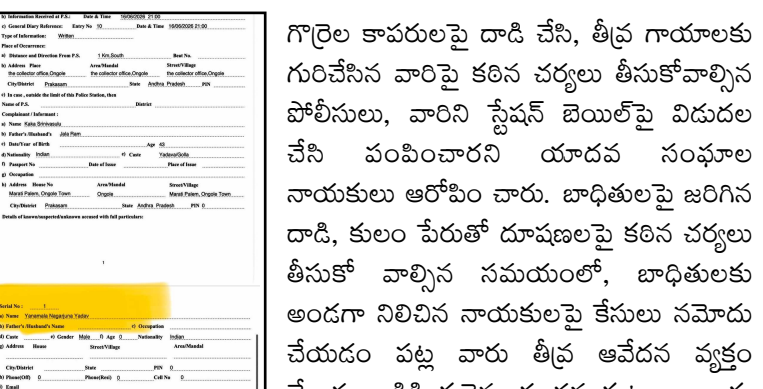 b) Information Received at P.S.: Date & Time 16/06/2026 21:00
c) General Diary Reference: Entry No 10 Date & Time 16/06/2026 21:00
Type of Information: Written
Place of Occurrence:
a) Distance and Direction From P.S. 1 Km,South Beat No.
b) Address Place Area/Mandal Street/Village
the collector office,Ongole the collector office,Ongole the collector office,Ongole
City/District Prakasam State Andhra Pradesh PIN
c) In case , outside the limit of this Police Station, then
Name of P.S. District
Complainant / Informant :
a) Name Kaka Srinivasulu
b) Father's /Husband's Jala Ram
c) Date/Year of Birth Age 43
d) Nationality Indian e) Caste Yadava/Golla
f) Passport No Date of Issue Place of Issue
g) Occupation
h) Address House No Area/Mandal Street/Village
Marati Palem, Ongole Town Ongole Marati Palem, Ongole Town
City/District Prakasam State Andhra Pradesh PIN 0
Details of known/suspected/unknown accused with full particulars:
1
Serial No : 1
a) Name Yanamala Nagarjuna Yadav
b) Father's /Husband's Name c) Occupation
d) Caste e) Gender Male f) Age 0 Nationality Indian
g) Address House Street/Village Area/Mandal
City/District State PIN 0
h) Phone(Off) 0 Phone(Resi) 0 Cell No 0
i) Email
గొర్రెల కాపరులపై దాడి చేసి, తీవ్ర గాయాలకు
గురిచేసిన వారిపై కఠిన చర్యలు తీసుకోవాల్సిన
పోలీసులు, వారిని స్టేషన్ బెయిల్‌పై విడుదల
చేసి పంపించారని యాదవ సంఘాల
నాయకులు ఆరోపిం చారు. బాధితులపై జరిగిన
దాడి, కులం పేరుతో దూషణలపై కఠిన చర్యలు
తీసుకో వాల్సిన సమయంలో, బాధితులకు
అండగా నిలిచిన నాయకులపై కేసులు నమోదు
చేయడం పట్ల వారు తీవ్ర ఆవేదన వ్యక్తం